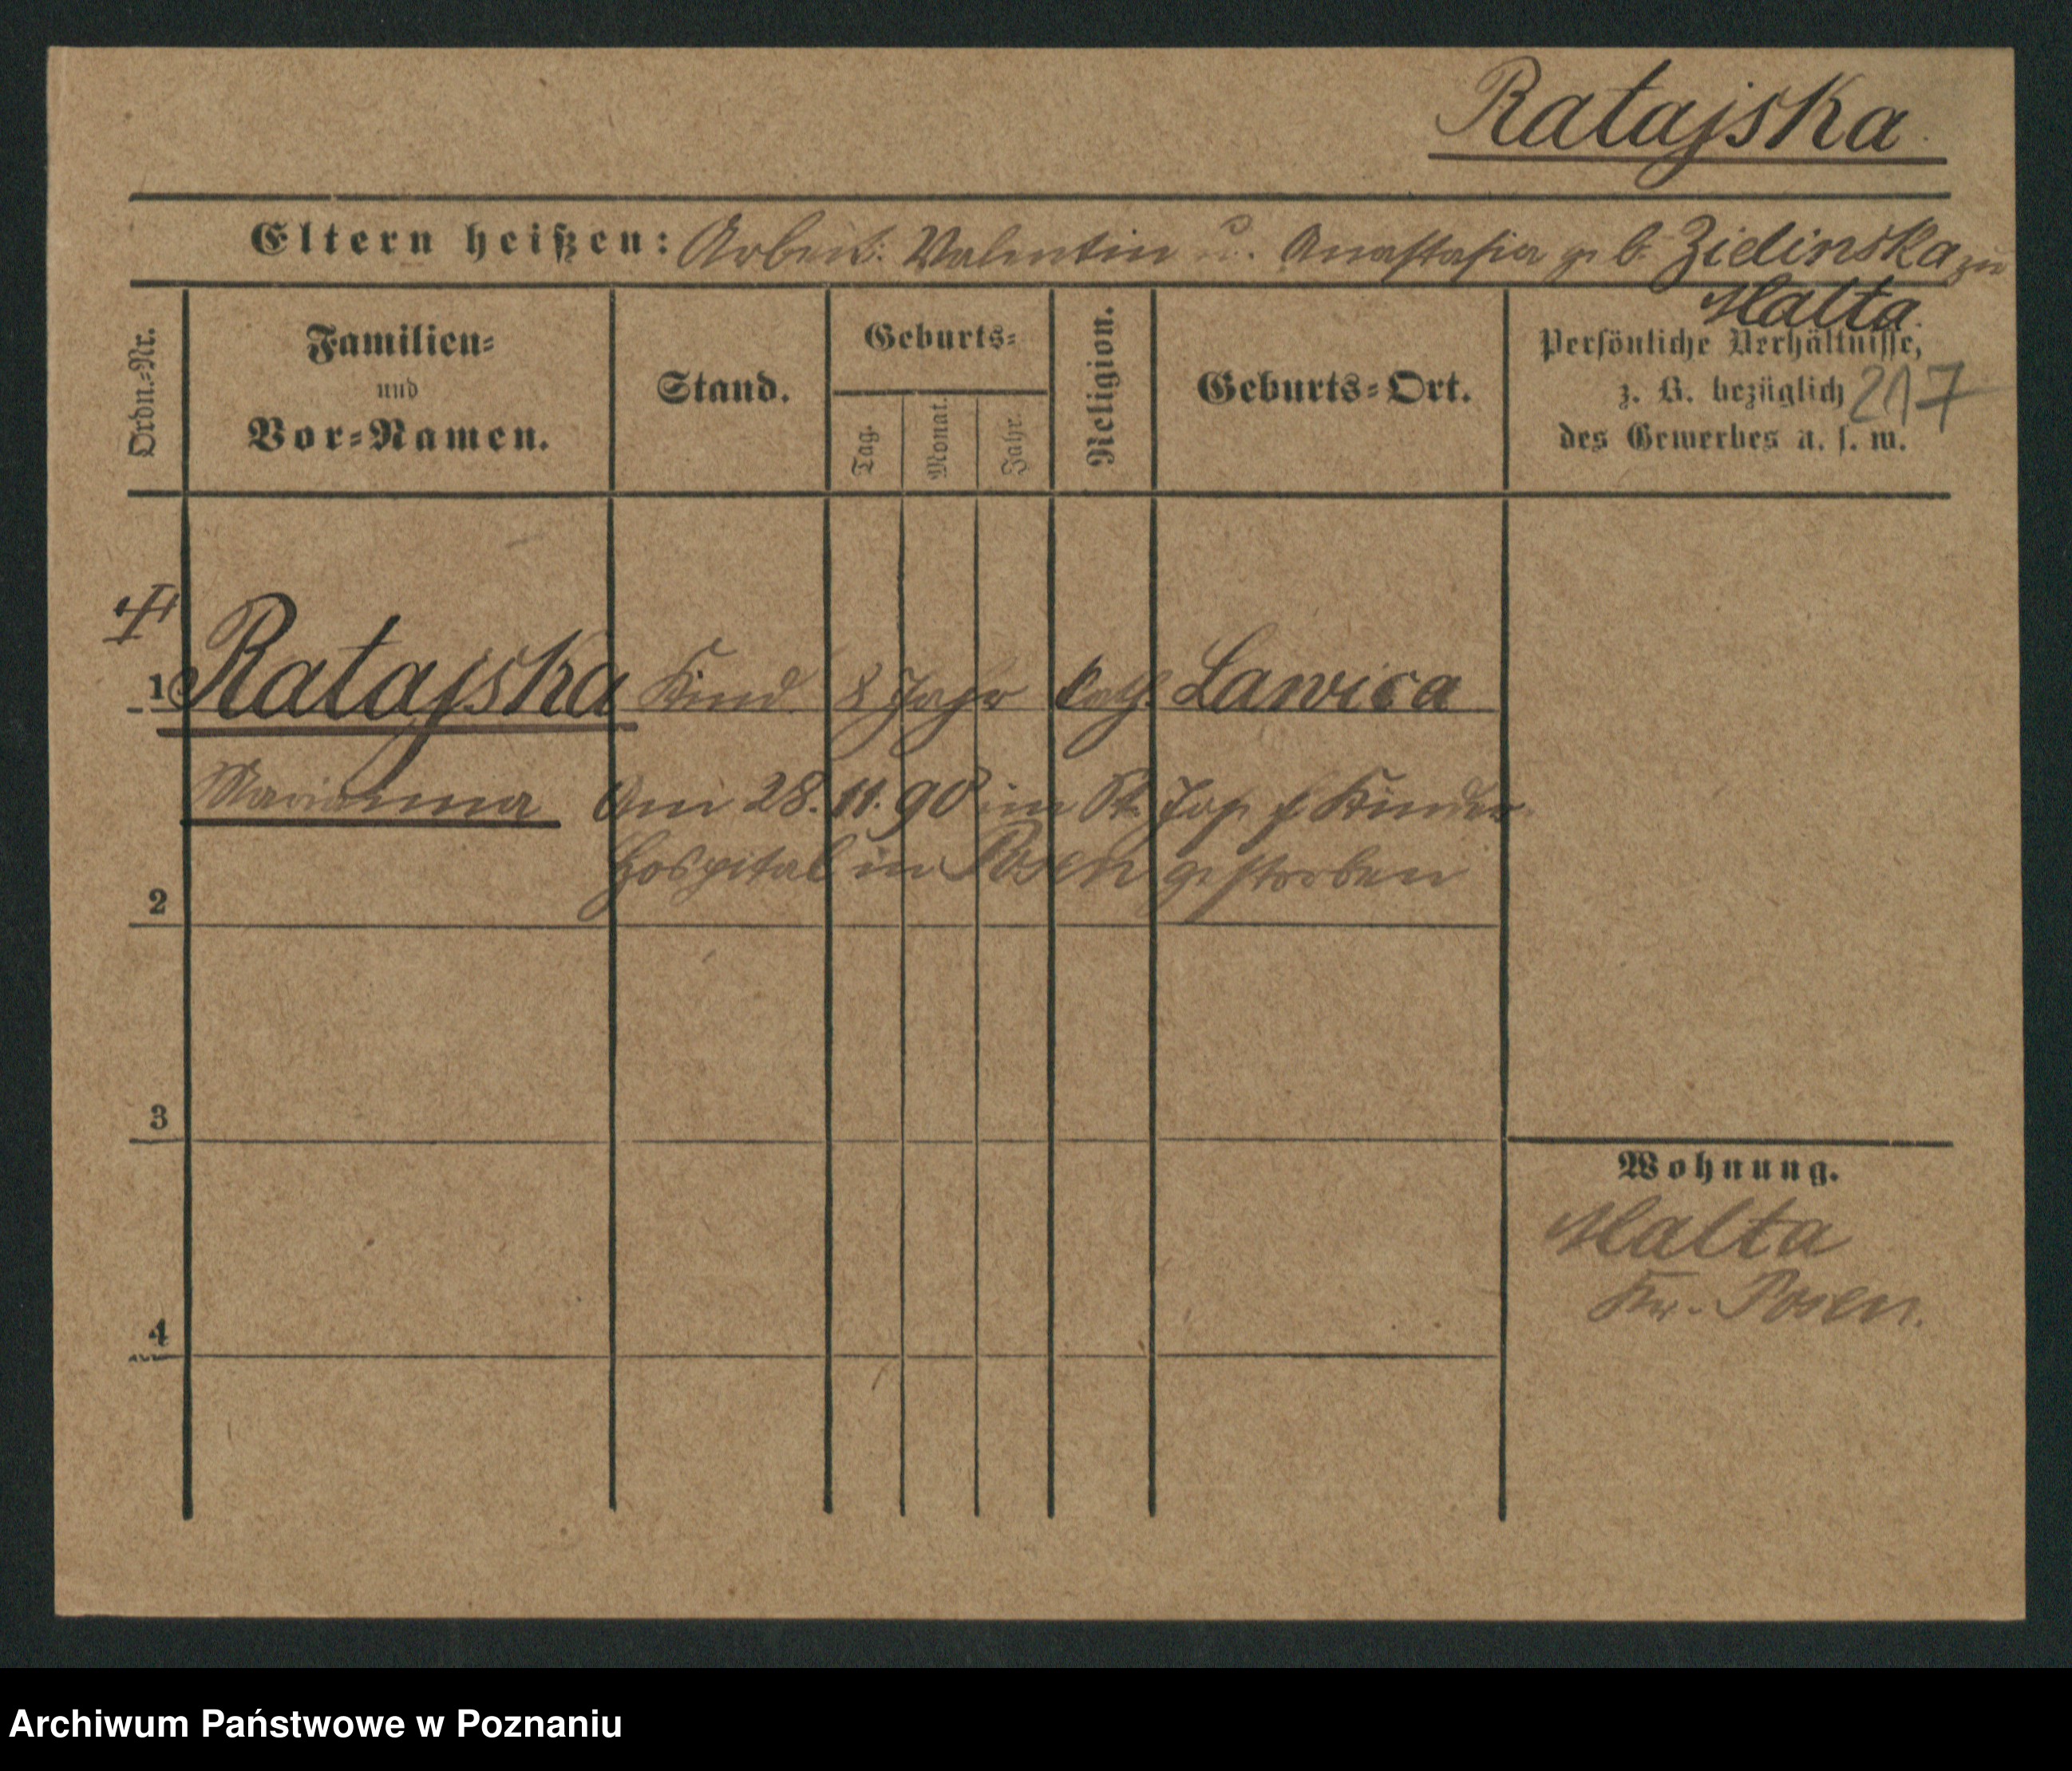 Ratajska
Eltern heißen: Arbeit. Valentin u. Anastasia geb. Zielinska zu
Malta.
Ordn.-Nr.
Familien-
und
Vor-Namen.
Stand.
Geburts-
Tag.
Monat.
Jahr.
Religion.
Geburts-Ort.
Persönliche Verhältnisse,
z. B. bezüglich 217
des Gewerbes u. s. w.
1 Ratajska Kind 8 Jahr kath. Lawica
Marianna Am 28.11.90 im St. Jos. f. Kinder
Hospital in Posen gestorben
2
3
Wohnung.
Malta
Kr. Posen.
4
Archiwum Państwowe w Poznaniu